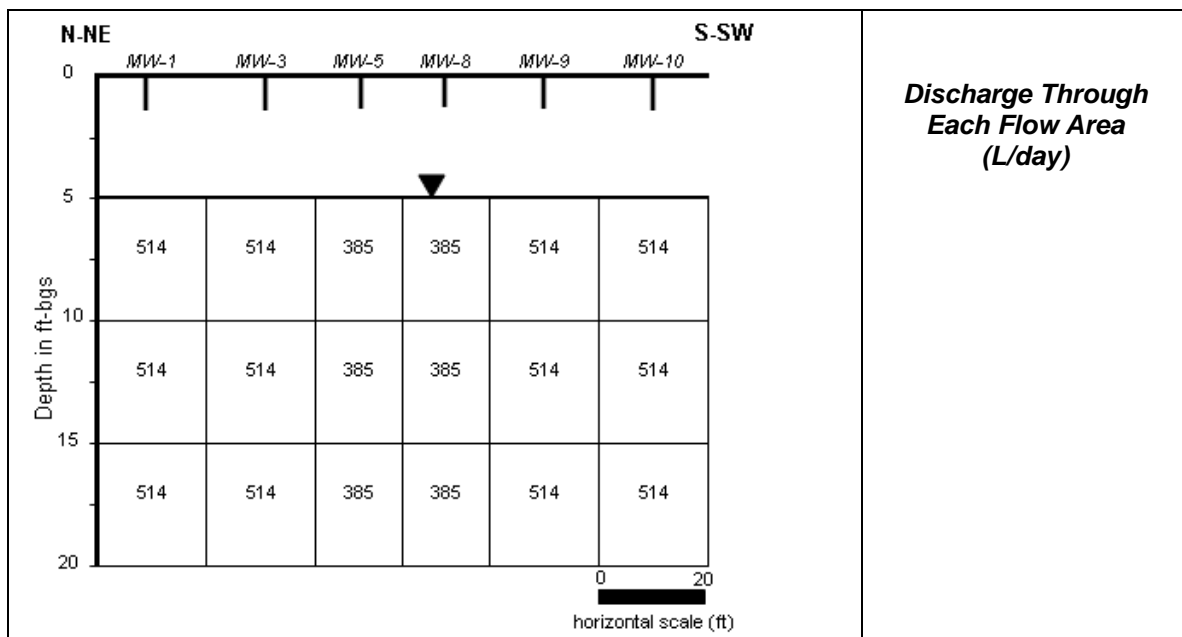 N-NE S-SW
MW-1 MW-3 MW-5 MW-8 MW-9 MW-10
0
5
514 514 385 385 514 514
10
514 514 385 385 514 514
15
514 514 385 385 514 514
20
Depth in ft-bgs
0 20
horizontal scale (ft)
Discharge Through
Each Flow Area
(L/day)